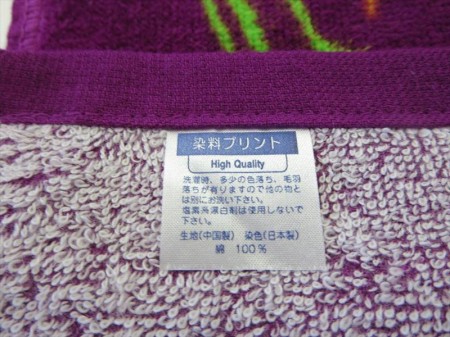 染料プリント
High Quality
洗濯時、多少の色落ち、毛羽
落ちが有りますので他の物と
は別にお洗い下さい。
塩素系漂白剤は使用しないで
下さい。
生地(中国製) 染色(日本製)
綿 100%